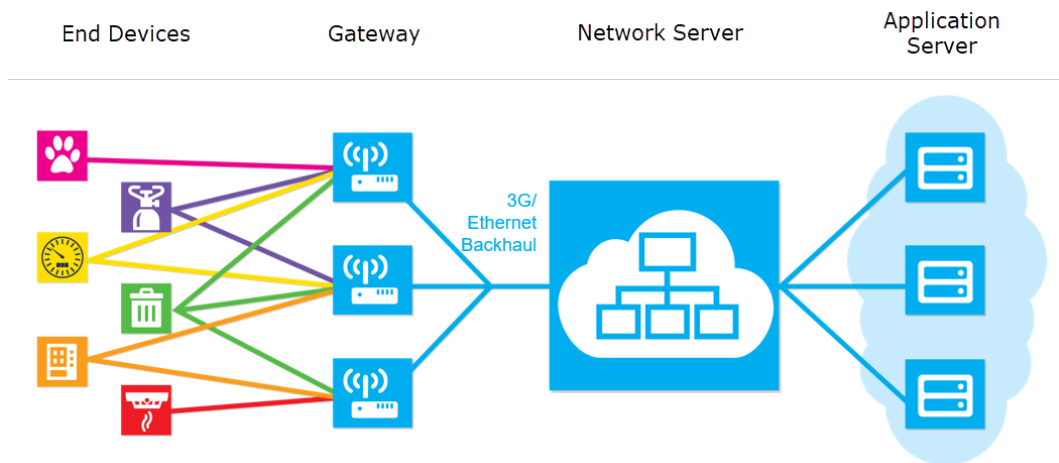 End Devices
Gateway
Network Server
Application
Server
3G/
Ethernet
Backhaul